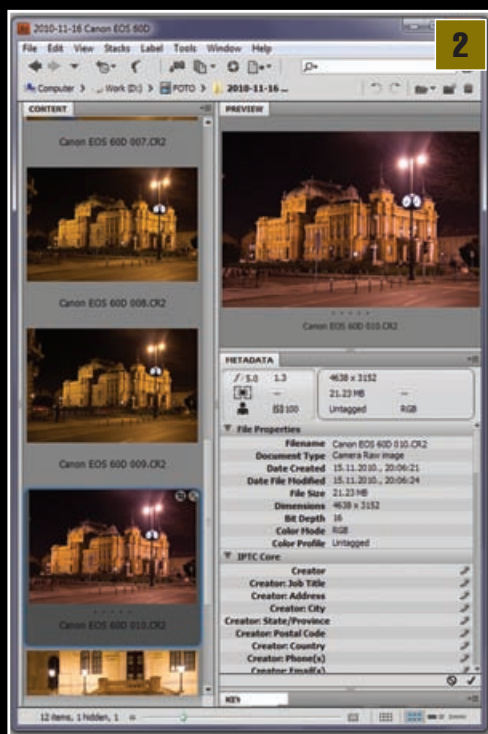 2010-11-16 Canon EOS 60D
2
File Edit View Stacks Label Tools Window Help
Computer > Work (D:) > FOTO > 2010-11-16 ...
CONTENT
Canon EOS 60D 007.CR2
Canon EOS 60D 008.CR2
Canon EOS 60D 009.CR2
Canon EOS 60D 010.CR2
PREVIEW
Canon EOS 60D 010.CR2
METADATA
f/5.0 1.3
-- 
ISO 100
4638 x 3152
21.23 MB --
Untagged RGB
File Properties
Filename Canon EOS 60D 010.CR2
Document Type Camera Raw image
Date Created 15.11.2010., 20:06:21
Date File Modified 15.11.2010., 20:06:24
File Size 21.23 MB
Dimensions 4638 x 3152
Bit Depth 16
Color Mode RGB
Color Profile Untagged
IPTC Core
Creator
Creator: Job Title
Creator: Address
Creator: City
Creator: State/Province
Creator: Postal Code
Creator: Country
Creator: Phone(s)
Creator: Email(s)
KEY
12 items, 1 hidden, 1